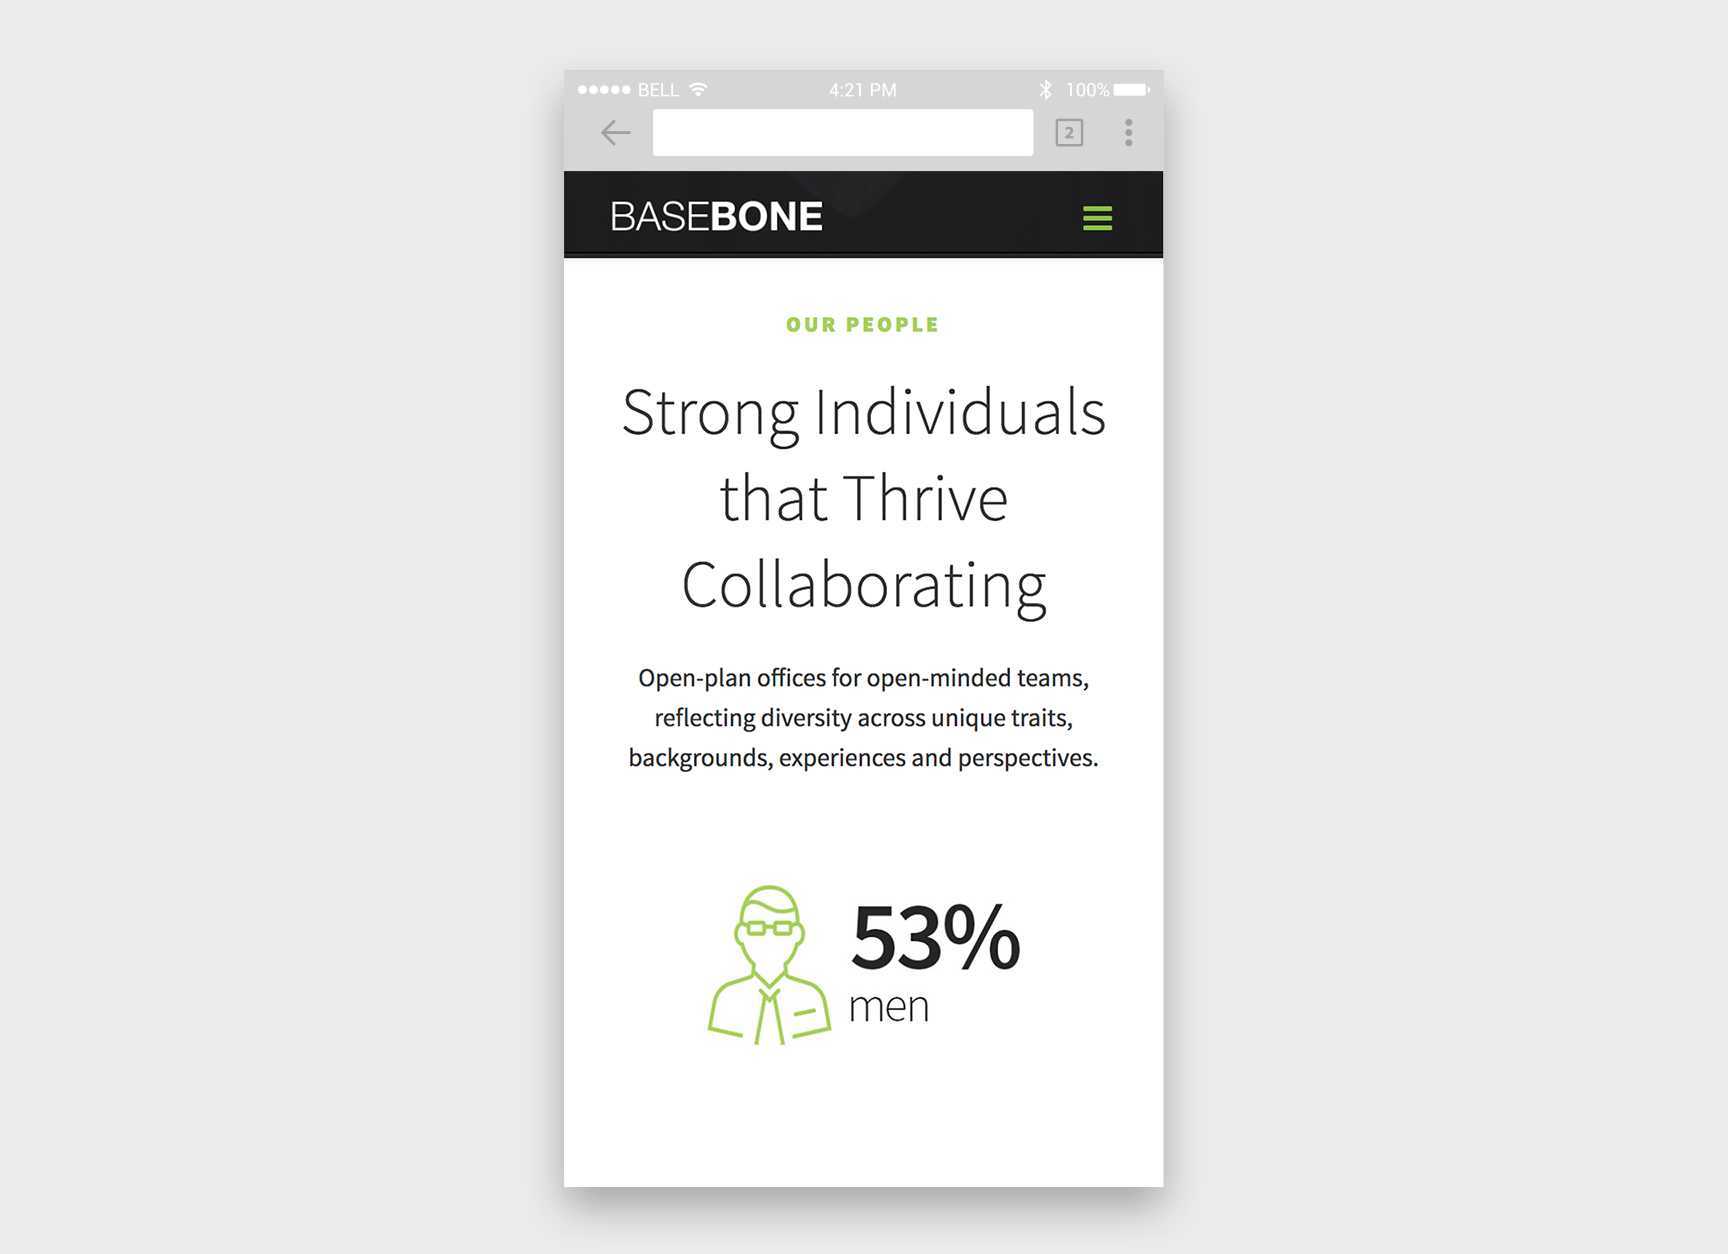 BELL 4:21 PM 100%
2
BASEBONE
OUR PEOPLE
Strong Individuals
that Thrive
Collaborating
Open-plan offices for open-minded teams,
reflecting diversity across unique traits,
backgrounds, experiences and perspectives.
53%
men